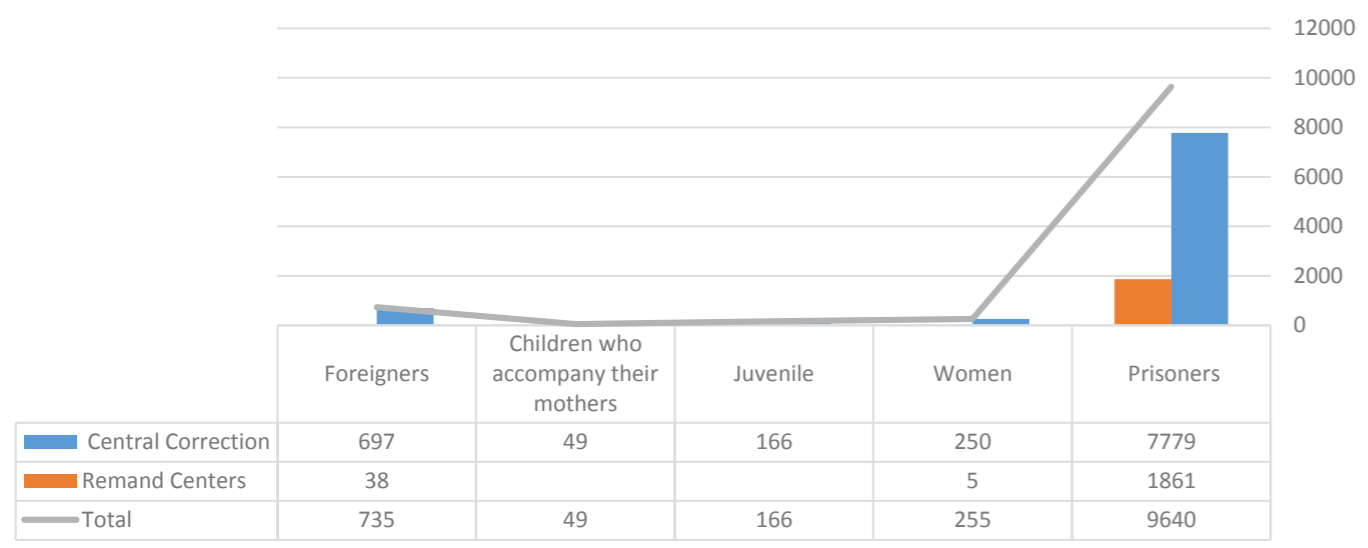 12000
10000
8000
6000
4000
2000
0
Foreigners
Children who
accompany their
mothers
Juvenile
Women
Prisoners
Central Correction 697 49 166 250 7779
Remand Centers 38 5 1861
Total 735 49 166 255 9640